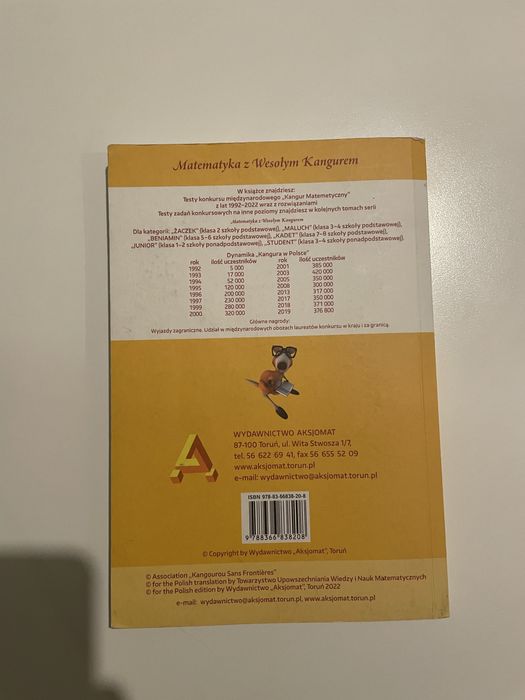 Matematyka z Wesołym Kangurem
W książce znajdziesz:
Testy konkursu międzynarodowego „Kangur Matemetyczny”
z lat 1992–2022 wraz z rozwiązaniami
Testy zadań konkursowych na inne poziomy znajdziesz w kolejnych tomach serii
Matematyka z Wesołym Kangurem
Dla kategorii: „ŻACZEK” (klasa 2 szkoły podstawowej), „MALUCH” (klasa 3–4 szkoły podstawowej),
„BENIAMIN” (klasa 5–6 szkoły podstawowej), „KADET” (klasa 7–8 szkoły podstawowej),
„JUNIOR” (klasa 1–2 szkoły ponadpodstawowej), „STUDENT” (klasa 3–4 szkoły ponadpodstawowej).
Dynamika „Kangura w Polsce”
rok ilość uczestników rok ilość uczestników
1992 5 000 2001 385 000
1993 17 000 2003 420 000
1994 52 000 2005 350 000
1995 120 000 2008 300 000
1996 200 000 2013 317 000
1997 230 000 2017 350 000
1999 280 000 2018 371 000
2000 320 000 2019 376 800
Główne nagrody:
Wyjazdy zagraniczne. Udział w międzynarodowych obozach laureatów konkursu w kraju i za granicą.
WYDAWNICTWO AKSJOMAT
87-100 Toruń, ul. Wita Stwosza 1/7,
tel. 56 622 69 41, fax 56 655 52 09
www.aksjomat.torun.pl
e-mail: wydawnictwo@aksjomat.torun.pl
ISBN 978-83-66838-20-8
9 788366 838208
© Copyright by Wydawnictwo „Aksjomat”, Toruń
© Association „Kangourou Sans Frontières”
© for the Polish translation by Towarzystwo Upowszechniania Wiedzy i Nauk Matematycznych
© for the Polish edition by Wydawnictwo „Aksjomat”, Toruń 2022
e-mail: wydawnictwo@aksjomat.torun.pl, www.aksjomat.torun.pl